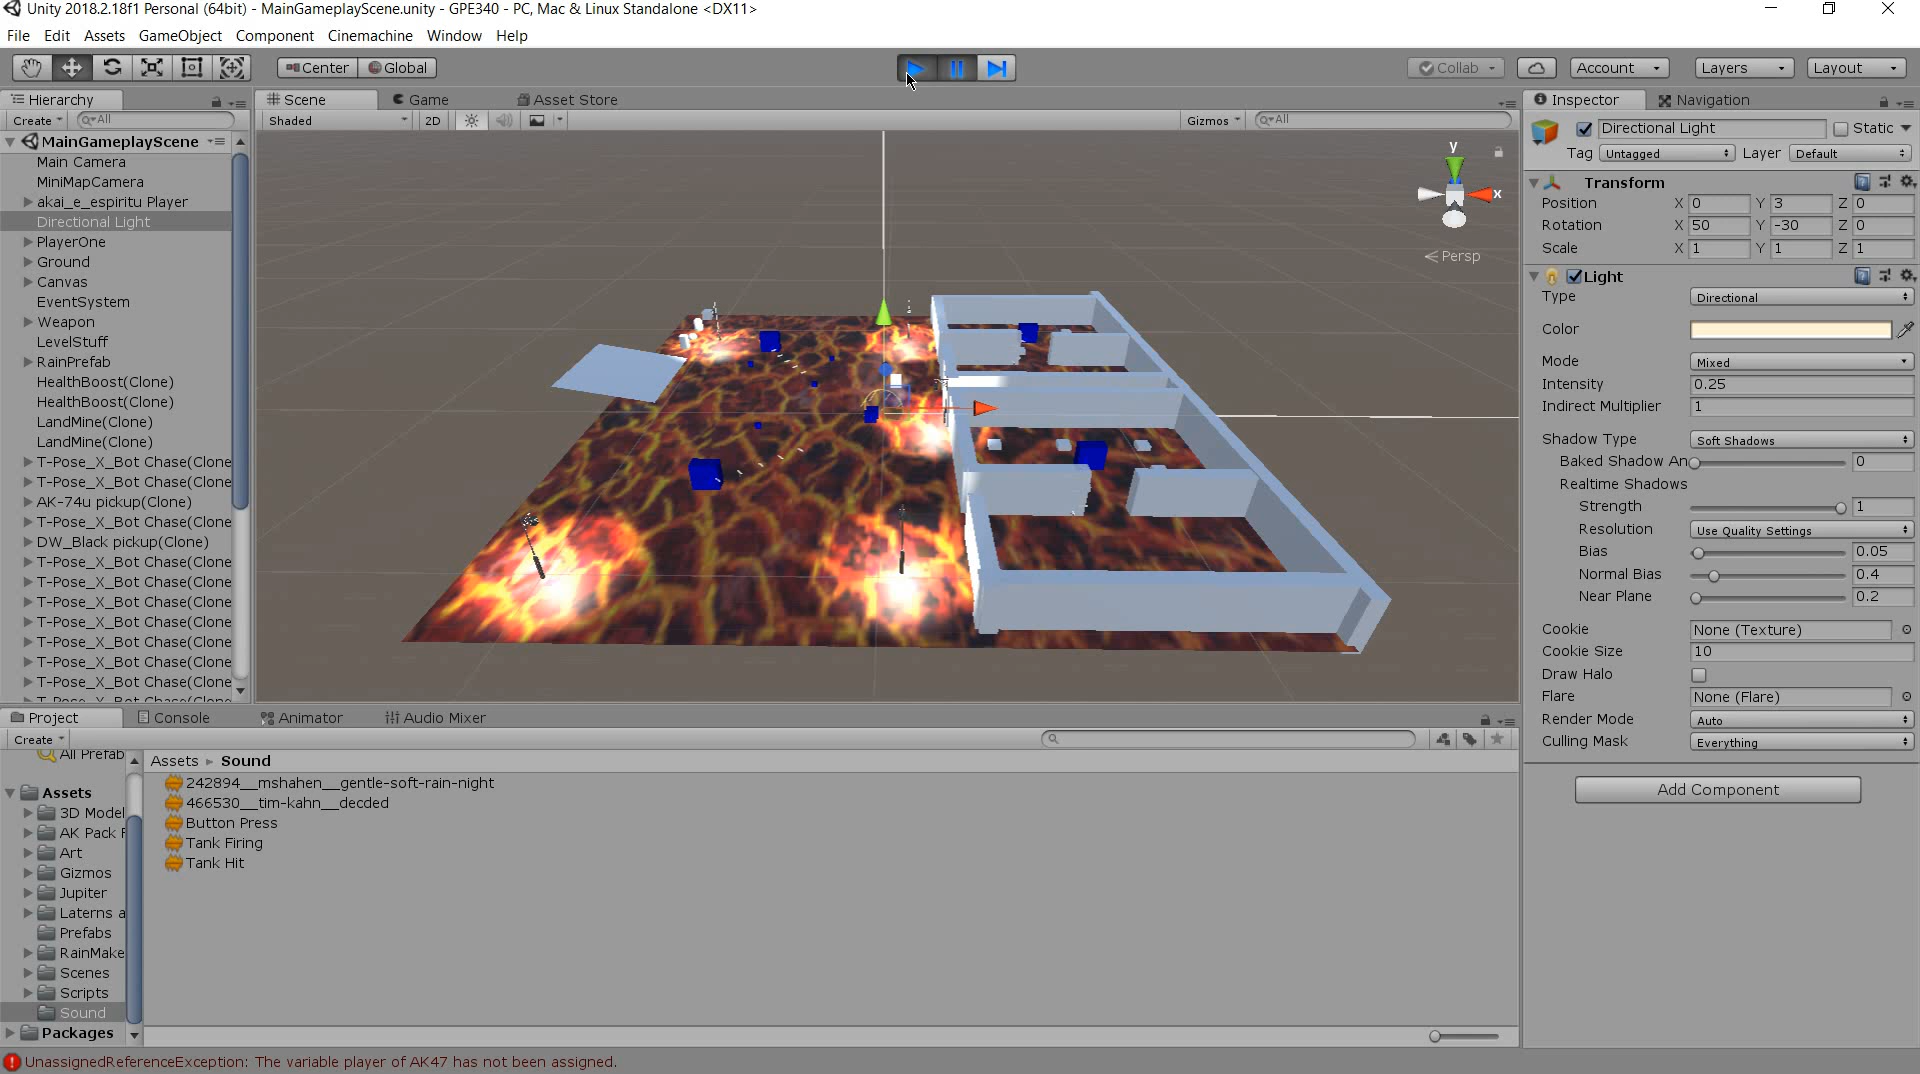 Unity 2018.2.18f1 Personal (64bit) - MainGameplayScene.unity - GPE340 - PC, Mac & Linux Standalone <DX11>
File Edit Assets GameObject Component Cinemachine Window Help
Center Global Collab Account Layers Layout
Hierarchy
Create All
MainGameplayScene
Main Camera
MiniMapCamera
akai_e_espiritu Player
Directional Light
PlayerOne
Ground
Canvas
EventSystem
Weapon
LevelStuff
RainPrefab
HealthBoost(Clone)
HealthBoost(Clone)
LandMine(Clone)
LandMine(Clone)
T-Pose_X_Bot Chase(Clone
T-Pose_X_Bot Chase(Clone
AK-74u pickup(Clone)
T-Pose_X_Bot Chase(Clone
DW_Black pickup(Clone)
T-Pose_X_Bot Chase(Clone
T-Pose_X_Bot Chase(Clone
T-Pose_X_Bot Chase(Clone
T-Pose_X_Bot Chase(Clone
T-Pose_X_Bot Chase(Clone
T-Pose_X_Bot Chase(Clone
T-Pose_X_Bot Chase(Clone
T-Pose_X_Bot Chase(Clone
Scene Game Asset Store
Shaded 2D Gizmos All
y
x
Persp
Inspector Navigation
Directional Light Static
Tag Untagged Layer Default
Transform
Position X 0 Y 3 Z 0
Rotation X 50 Y -30 Z 0
Scale X 1 Y 1 Z 1
Light
Type Directional
Color
Mode Mixed
Intensity 0.25
Indirect Multiplier 1
Shadow Type Soft Shadows
Baked Shadow An 0
Realtime Shadows
Strength 1
Resolution Use Quality Settings
Bias 0.05
Normal Bias 0.4
Near Plane 0.2
Cookie None (Texture)
Cookie Size 10
Draw Halo
Flare None (Flare)
Render Mode Auto
Culling Mask Everything
Add Component
Project Console Animator Audio Mixer
Create
All Prefab
Assets
3D Model
AK Pack F
Art
Gizmos
Jupiter
Laterns a
Prefabs
RainMake
Scenes
Scripts
Sound
Packages
Assets Sound
242894__mshahen__gentle-soft-rain-night
466530__tim-kahn__decded
Button Press
Tank Firing
Tank Hit
UnassignedReferenceException: The variable player of AK47 has not been assigned.